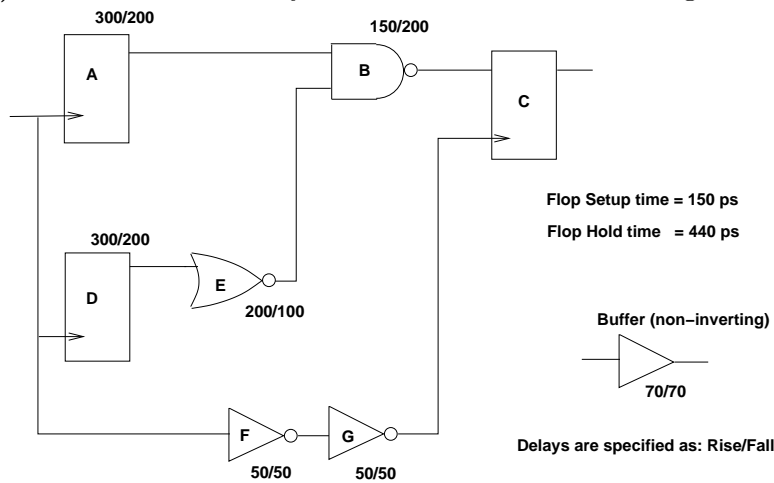 300/200
A
150/200
B
C
Flop Setup time = 150 ps
Flop Hold time = 440 ps
300/200
D
E
200/100
Buffer (non-inverting)
70/70
F
G
50/50
50/50
Delays are specified as: Rise/Fall